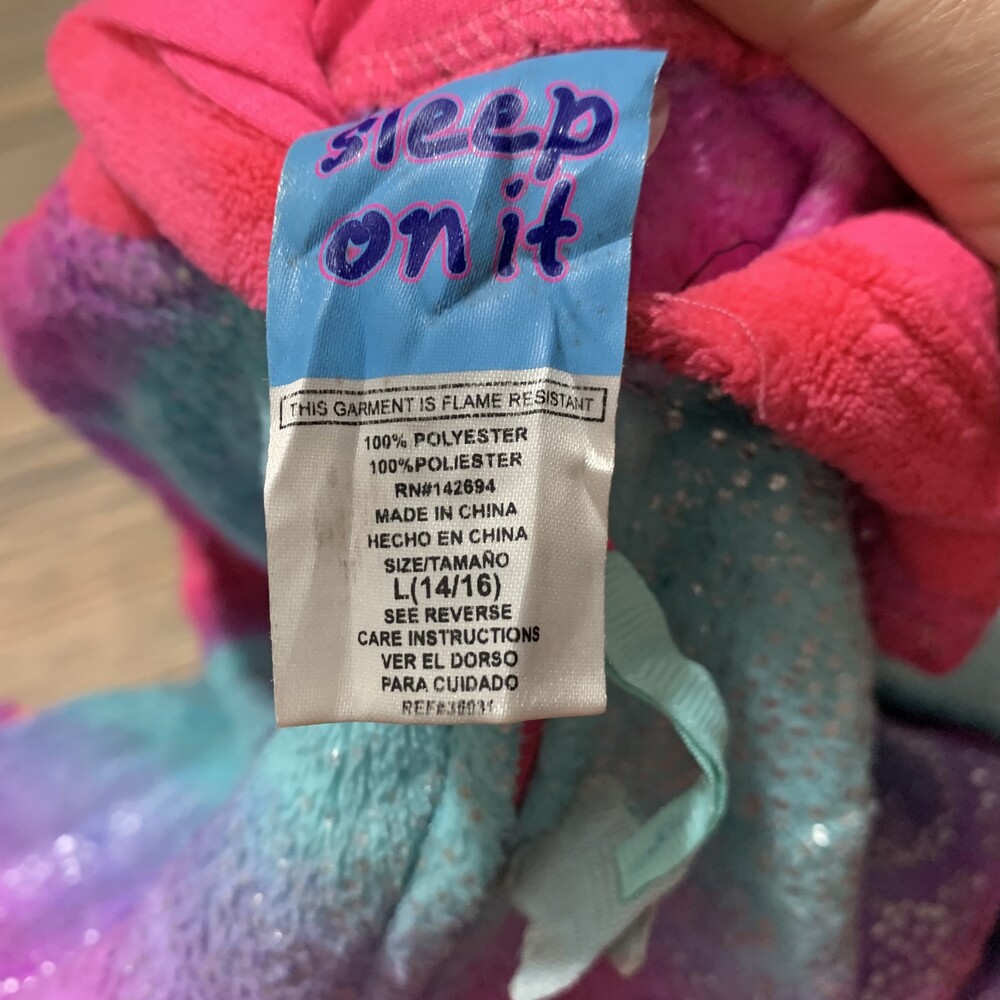 sleep
on it
THIS GARMENT IS FLAME RESISTANT
100% POLYESTER
100%POLIESTER
RN#142694
MADE IN CHINA
HECHO EN CHINA
SIZE/TAMAÑO
L(14/16)
SEE REVERSE
CARE INSTRUCTIONS
VER EL DORSO
PARA CUIDADO